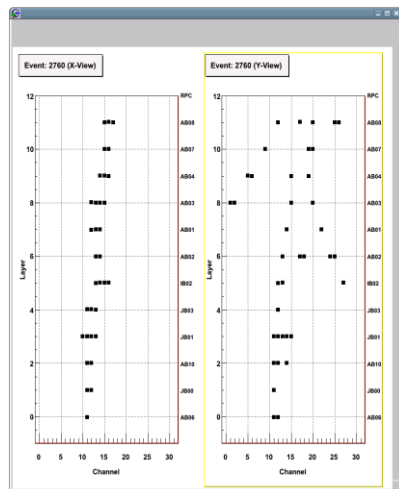 Event: 2760 (X-View)
12
10
8
6
4
2
0
Layer
0 5 10 15 20 25 30
Channel
RPC
AB08
AB07
AB04
AB03
AB01
AB02
IB02
JB03
JB01
AB10
JB00
AB06
Event: 2760 (Y-View)
12
10
8
6
4
2
0
Layer
0 5 10 15 20 25 30
Channel
RPC
AB08
AB07
AB04
AB03
AB01
AB02
IB02
JB03
JB01
AB10
JB00
AB06